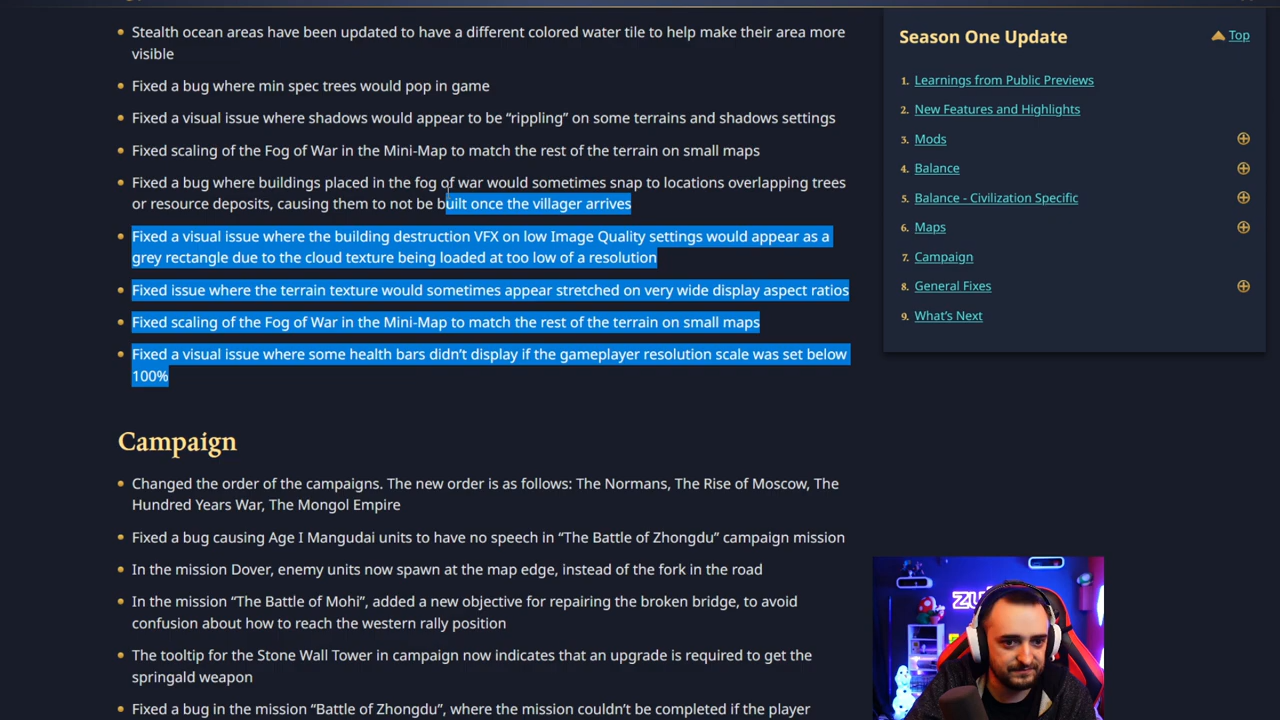 Stealth ocean areas have been updated to have a different colored water tile to help make their area more
visible
Fixed a bug where min spec trees would pop in game
Fixed a visual issue where shadows would appear to be “rippling” on some terrains and shadows settings
Fixed scaling of the Fog of War in the Mini-Map to match the rest of the terrain on small maps
Fixed a bug where buildings placed in the fog of war would sometimes snap to locations overlapping trees
or resource deposits, causing them to not be built once the villager arrives
Fixed a visual issue where the building destruction VFX on low Image Quality settings would appear as a
grey rectangle due to the cloud texture being loaded at too low of a resolution
Fixed issue where the terrain texture would sometimes appear stretched on very wide display aspect ratios
Fixed scaling of the Fog of War in the Mini-Map to match the rest of the terrain on small maps
Fixed a visual issue where some health bars didn’t display if the gameplayer resolution scale was set below
100%
Campaign
Changed the order of the campaigns. The new order is as follows: The Normans, The Rise of Moscow, The
Hundred Years War, The Mongol Empire
Fixed a bug causing Age I Mangudai units to have no speech in “The Battle of Zhongdu” campaign mission
In the mission Dover, enemy units now spawn at the map edge, instead of the fork in the road
In the mission “The Battle of Mohi”, added a new objective for repairing the broken bridge, to avoid
confusion about how to reach the western rally position
The tooltip for the Stone Wall Tower in campaign now indicates that an upgrade is required to get the
springald weapon
Fixed a bug in the mission “Battle of Zhongdu”, where the mission couldn’t be completed if the player
Season One Update
Top
1. Learnings from Public Previews
2. New Features and Highlights
3. Mods
4. Balance
5. Balance - Civilization Specific
6. Maps
7. Campaign
8. General Fixes
9. What’s Next